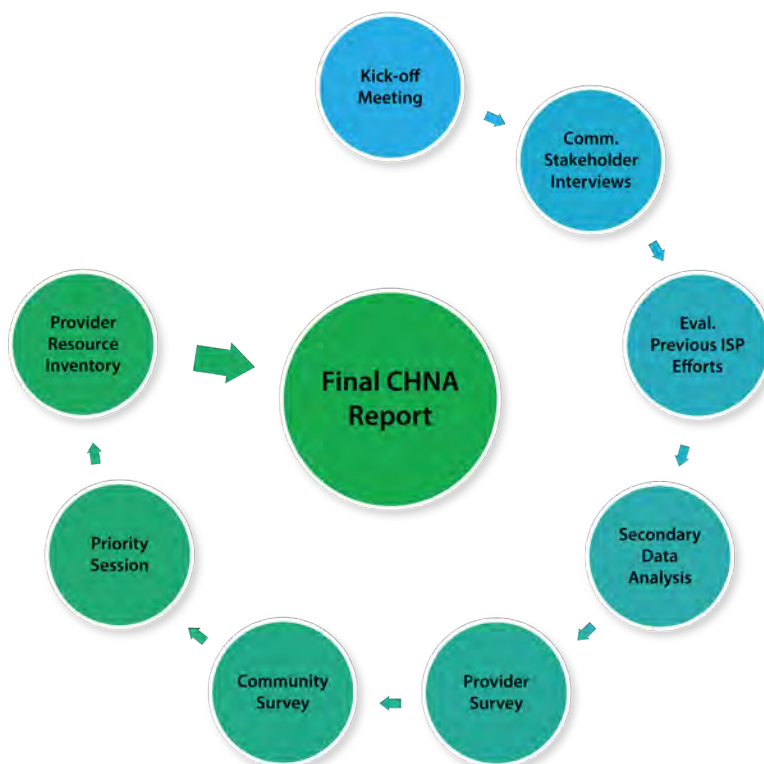 Kick-off
Meeting
Comm.
Stakeholder
Interviews
Eval.
Previous ISP
Efforts
Secondary
Data
Analysis
Provider
Survey
Community
Survey
Priority
Session
Provider
Resource
Inventory
Final CHNA
Report